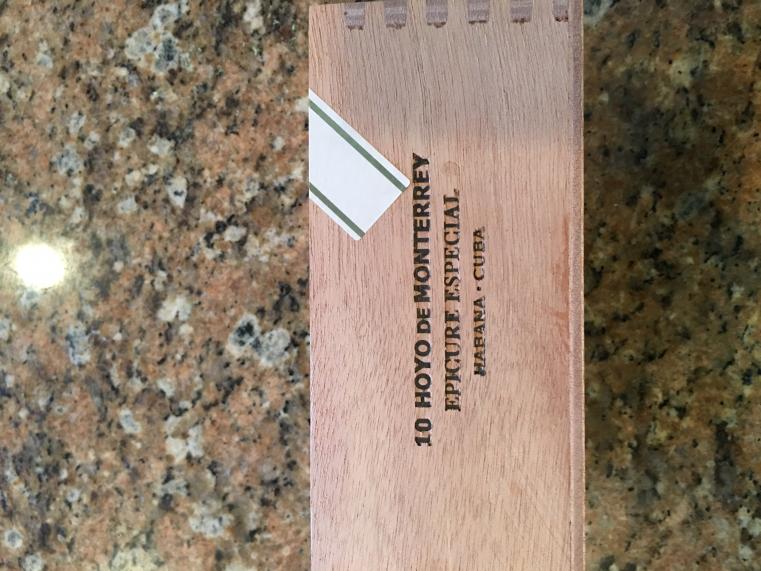 10 HOYO DE MONTERREY
EPICURE ESPECIAL
HABANA • CUBA